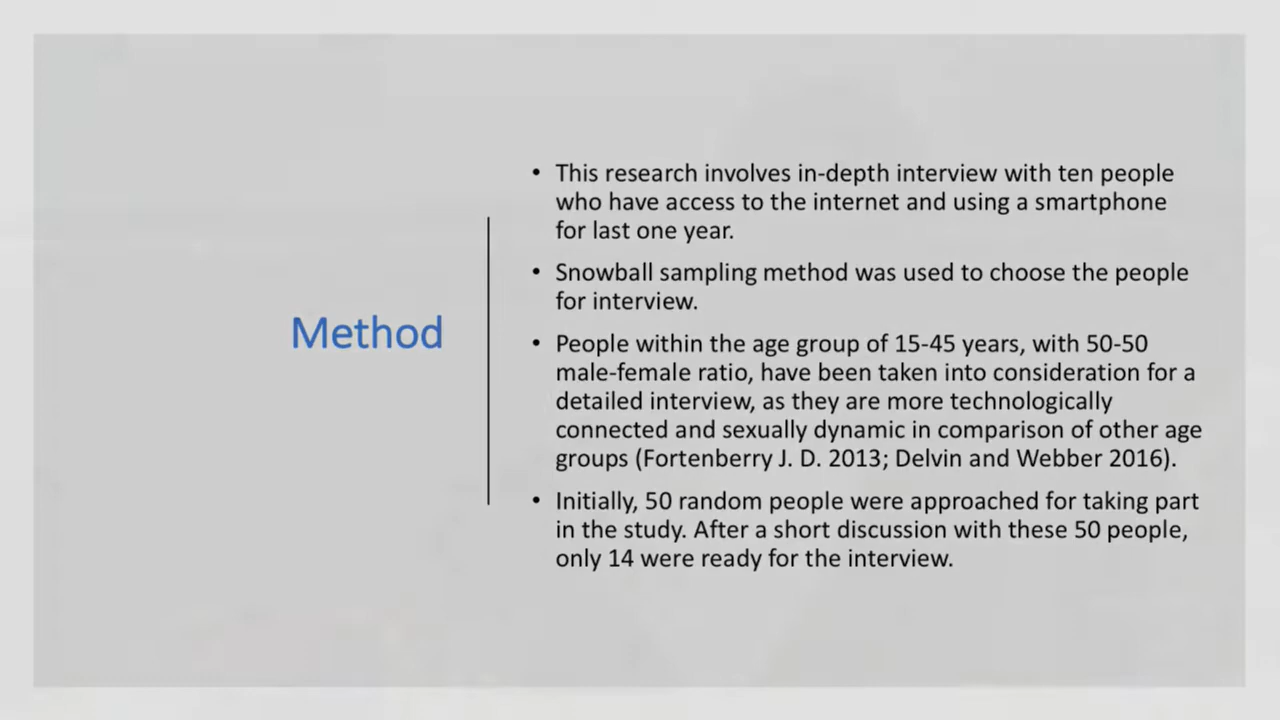 Method
• This research involves in-depth interview with ten people
who have access to the internet and using a smartphone
for last one year.
• Snowball sampling method was used to choose the people
for interview.
• People within the age group of 15-45 years, with 50-50
male-female ratio, have been taken into consideration for a
detailed interview, as they are more technologically
connected and sexually dynamic in comparison of other age
groups (Fortenberry J. D. 2013; Delvin and Webber 2016).
• Initially, 50 random people were approached for taking part
in the study. After a short discussion with these 50 people,
only 14 were ready for the interview.